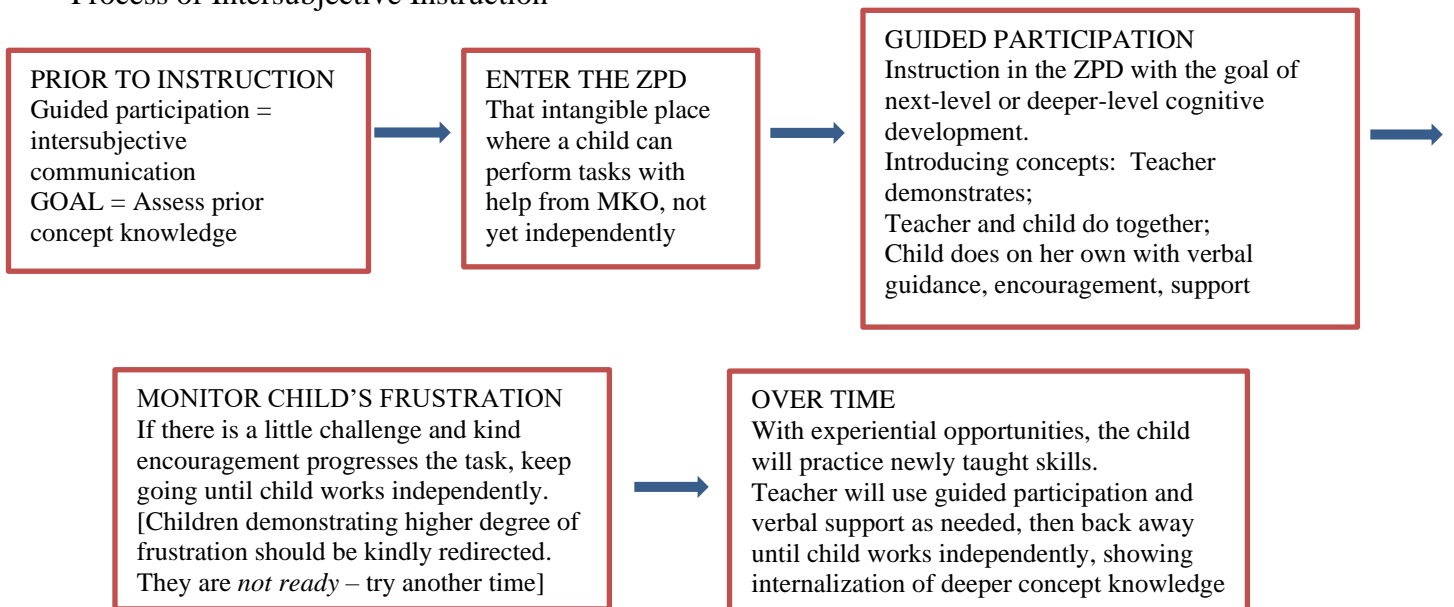 Process of Intersubjective Instruction
PRIOR TO INSTRUCTION
Guided participation =
intersubjective
communication
GOAL = Assess prior
concept knowledge
ENTER THE ZPD
That intangible place
where a child can
perform tasks with
help from MKO, not
yet independently
GUIDED PARTICIPATION
Instruction in the ZPD with the goal of
next-level or deeper-level cognitive
development.
Introducing concepts:  Teacher
demonstrates;
Teacher and child do together;
Child does on her own with verbal
guidance, encouragement, support
MONITOR CHILD’S FRUSTRATION
If there is a little challenge and kind
encouragement progresses the task, keep
going until child works independently.
[Children demonstrating higher degree of
frustration should be kindly redirected.
They are not ready – try another time]
OVER TIME
With experiential opportunities, the child
will practice newly taught skills.
Teacher will use guided participation and
verbal support as needed, then back away
until child works independently, showing
internalization of deeper concept knowledge